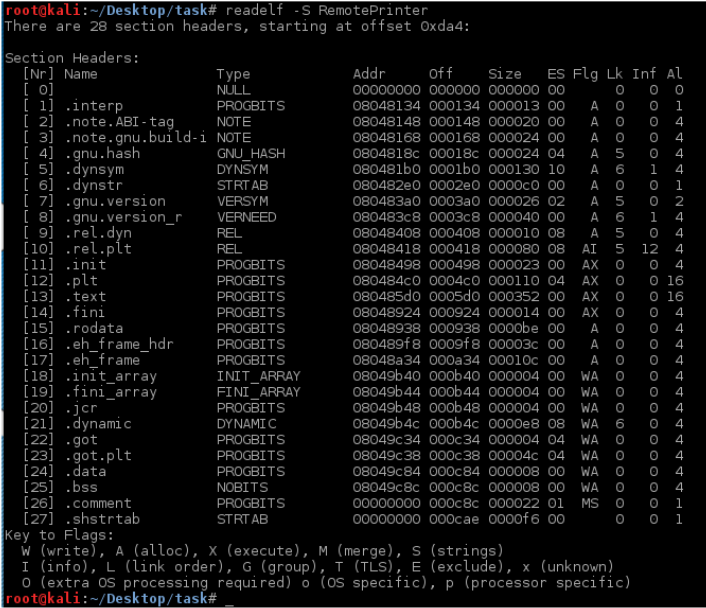 root@kali:~/Desktop/task# readelf -S RemotePrinter
There are 28 section headers, starting at offset 0xda4:
Section Headers:
[Nr] Name Type Addr Off Size ES Flg Lk Inf Al
[ 0] NULL 00000000 000000 000000 00 0 0 0
[ 1] .interp PROGBITS 08048134 000134 000013 00 A 0 0 1
[ 2] .note.ABI-tag NOTE 08048148 000148 000020 00 A 0 0 4
[ 3] .note.gnu.build-i NOTE 08048168 000168 000024 00 A 0 0 4
[ 4] .gnu.hash GNU_HASH 0804818c 00018c 000024 04 A 5 0 4
[ 5] .dynsym DYNSYM 080481b0 0001b0 000130 10 A 6 1 4
[ 6] .dynstr STRTAB 080482e0 0002e0 0000c0 00 A 0 0 1
[ 7] .gnu.version VERSYM 080483a0 0003a0 000026 02 A 5 0 2
[ 8] .gnu.version_r VERNEED 080483c8 0003c8 000040 00 A 6 1 4
[ 9] .rel.dyn REL 08048408 000408 000010 08 A 5 0 4
[10] .rel.plt REL 08048418 000418 000080 08 AI 5 12 4
[11] .init PROGBITS 08048498 000498 000023 00 AX 0 0 4
[12] .plt PROGBITS 080484c0 0004c0 000110 04 AX 0 0 16
[13] .text PROGBITS 080485d0 0005d0 000352 00 AX 0 0 16
[14] .fini PROGBITS 08048924 000924 000014 00 AX 0 0 4
[15] .rodata PROGBITS 08048938 000938 0000be 00 A 0 0 4
[16] .eh_frame_hdr PROGBITS 080489f8 0009f8 00003c 00 A 0 0 4
[17] .eh_frame PROGBITS 08048a34 000a34 00010c 00 A 0 0 4
[18] .init_array INIT_ARRAY 08049b40 000b40 000004 00 WA 0 0 4
[19] .fini_array FINI_ARRAY 08049b44 000b44 000004 00 WA 0 0 4
[20] .jcr PROGBITS 08049b48 000b48 000004 00 WA 0 0 4
[21] .dynamic DYNAMIC 08049b4c 000b4c 0000e8 08 WA 6 0 4
[22] .got PROGBITS 08049c34 000c34 000004 04 WA 0 0 4
[23] .got.plt PROGBITS 08049c38 000c38 00004c 04 WA 0 0 4
[24] .data PROGBITS 08049c84 000c84 000008 00 WA 0 0 4
[25] .bss NOBITS 08049c8c 000c8c 000008 00 WA 0 0 4
[26] .comment PROGBITS 00000000 000c8c 000022 01 MS 0 0 1
[27] .shstrtab STRTAB 00000000 000cae 0000f6 00 0 0 1
Key to Flags:
W (write), A (alloc), X (execute), M (merge), S (strings)
I (info), L (link order), G (group), T (TLS), E (exclude), x (unknown)
O (extra OS processing required) o (OS specific), p (processor specific)
root@kali:~/Desktop/task# _